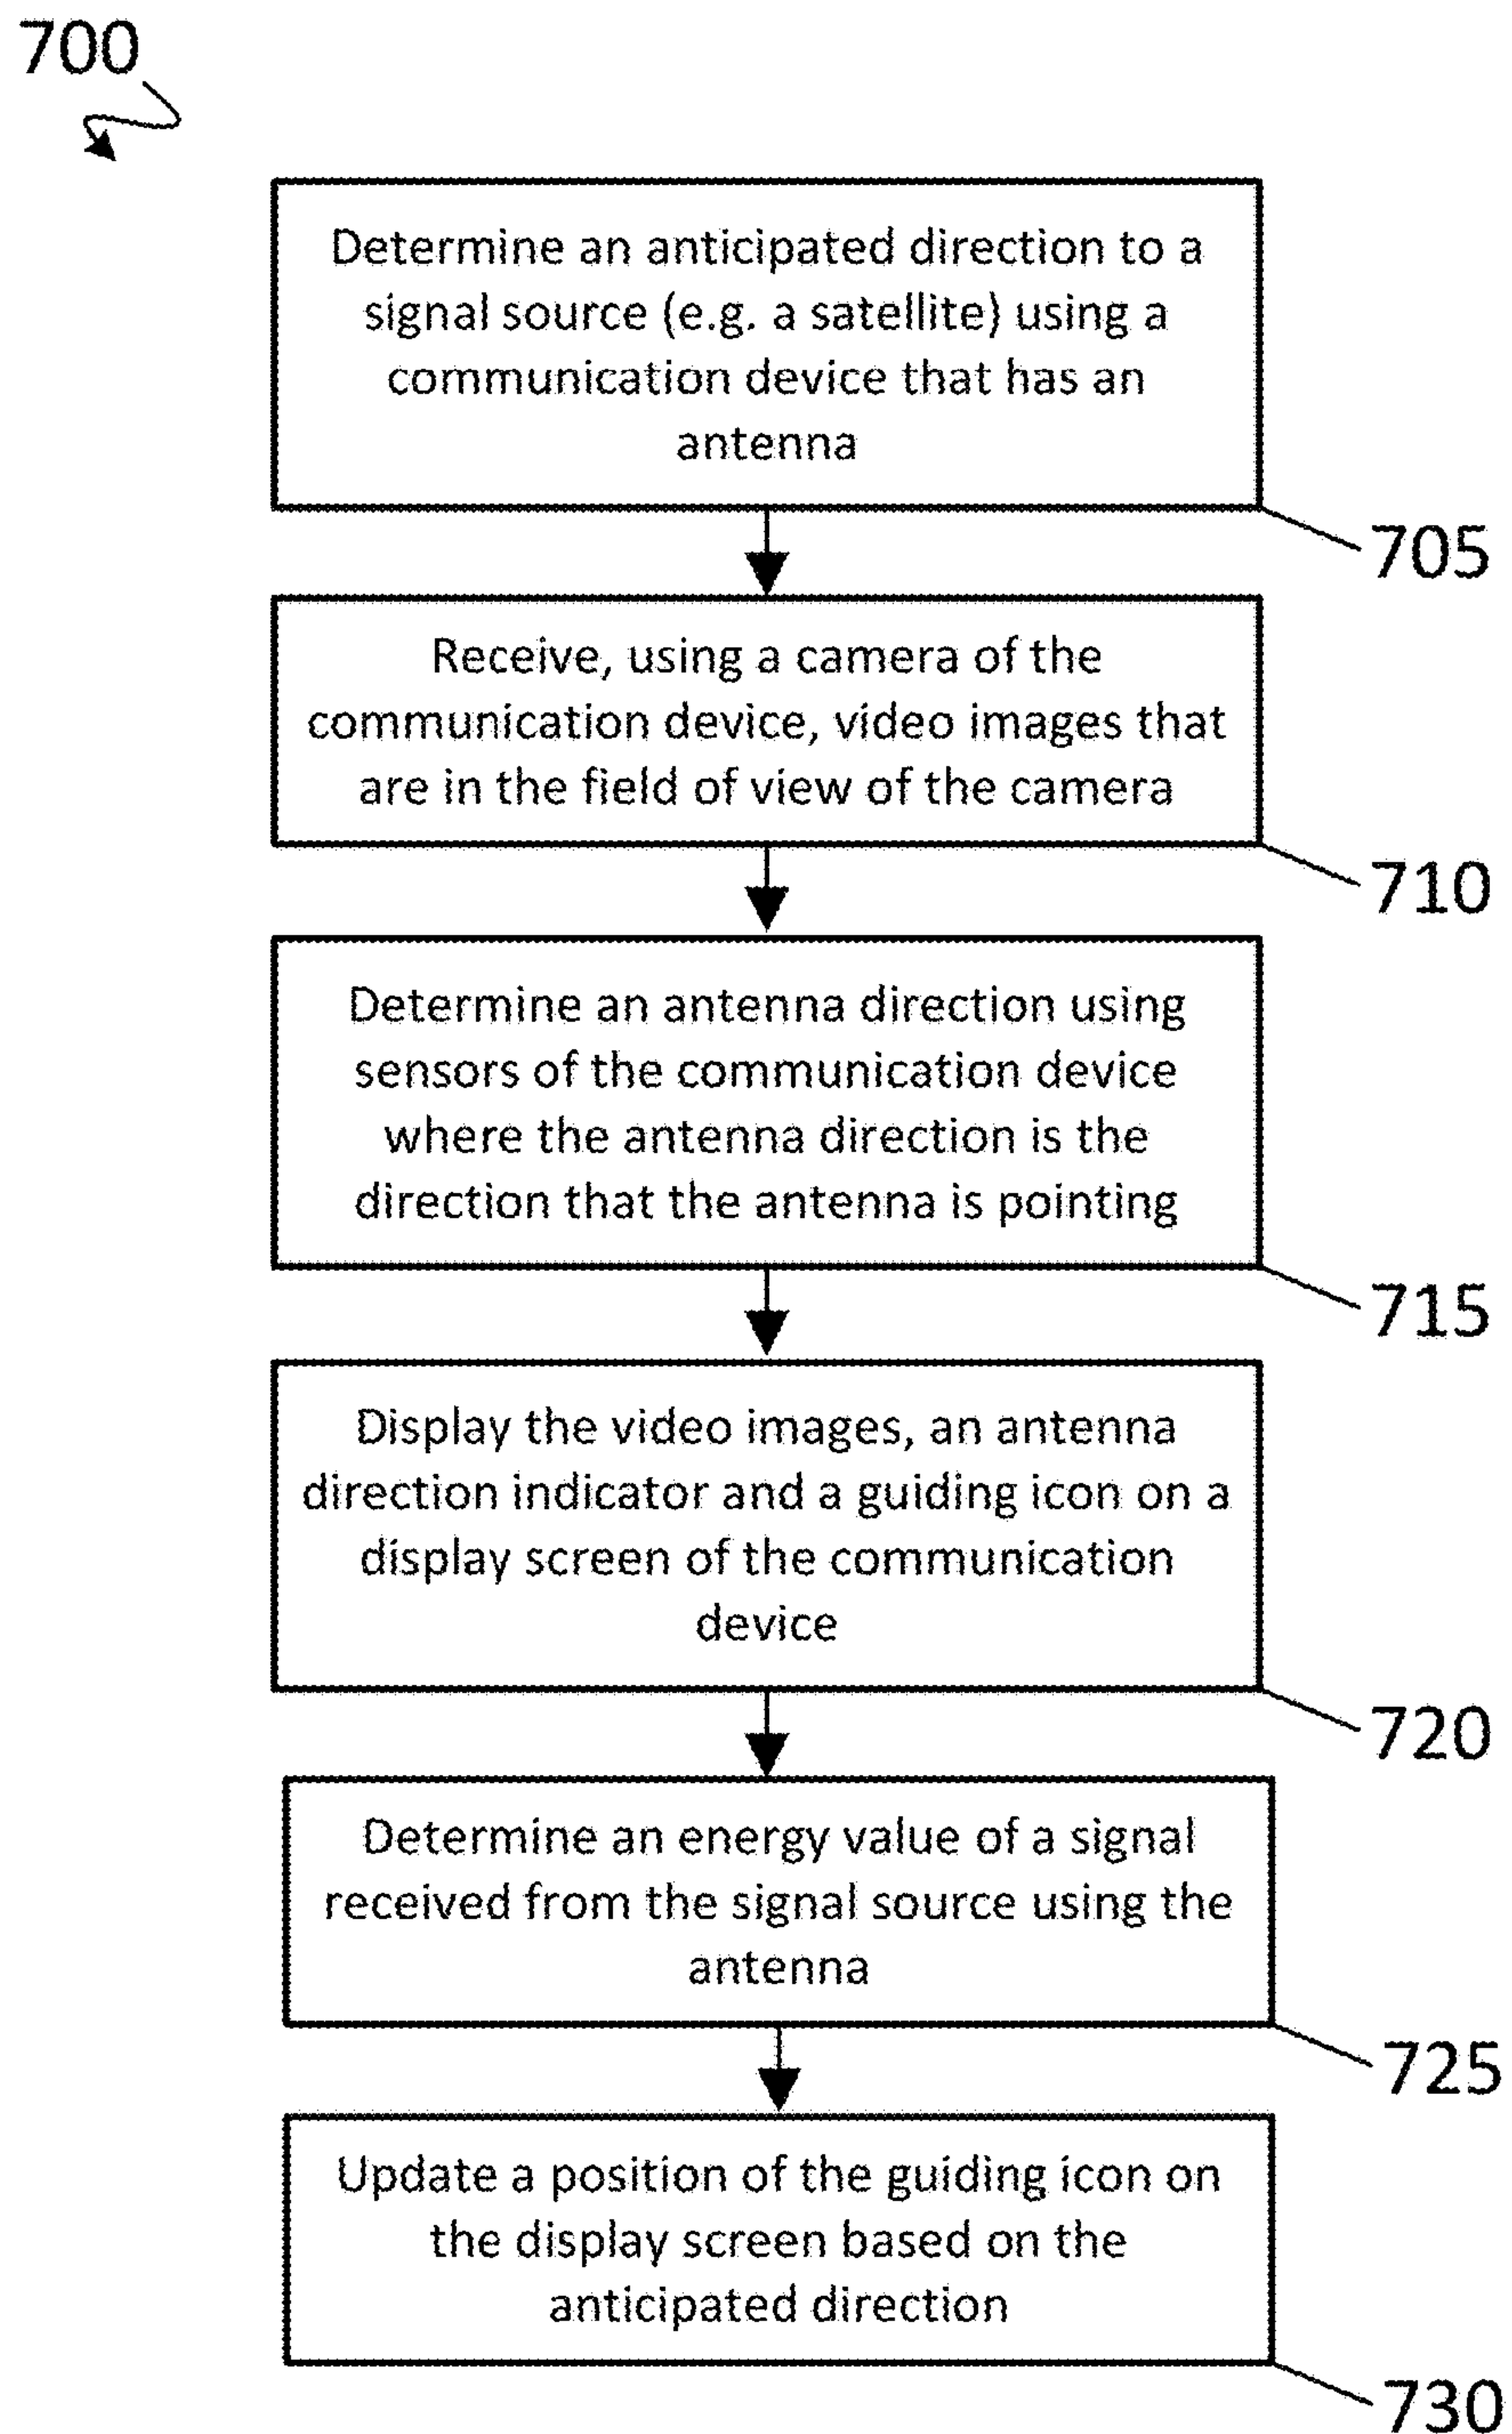 700
Determine an anticipated direction to a
signal source (e.g. a satellite) using a
communication device that has an
antenna
705
Receive, using a camera of the
communication device, video images that
are in the field of view of the camera
710
Determine an antenna direction using
sensors of the communication device
where the antenna direction is the
direction that the antenna is pointing
715
Display the video images, an antenna
direction indicator and a guiding icon on a
display screen of the communication
device
720
Determine an energy value of a signal
received from the signal source using the
antenna
725
Update a position of the guiding icon on
the display screen based on the
anticipated direction
730